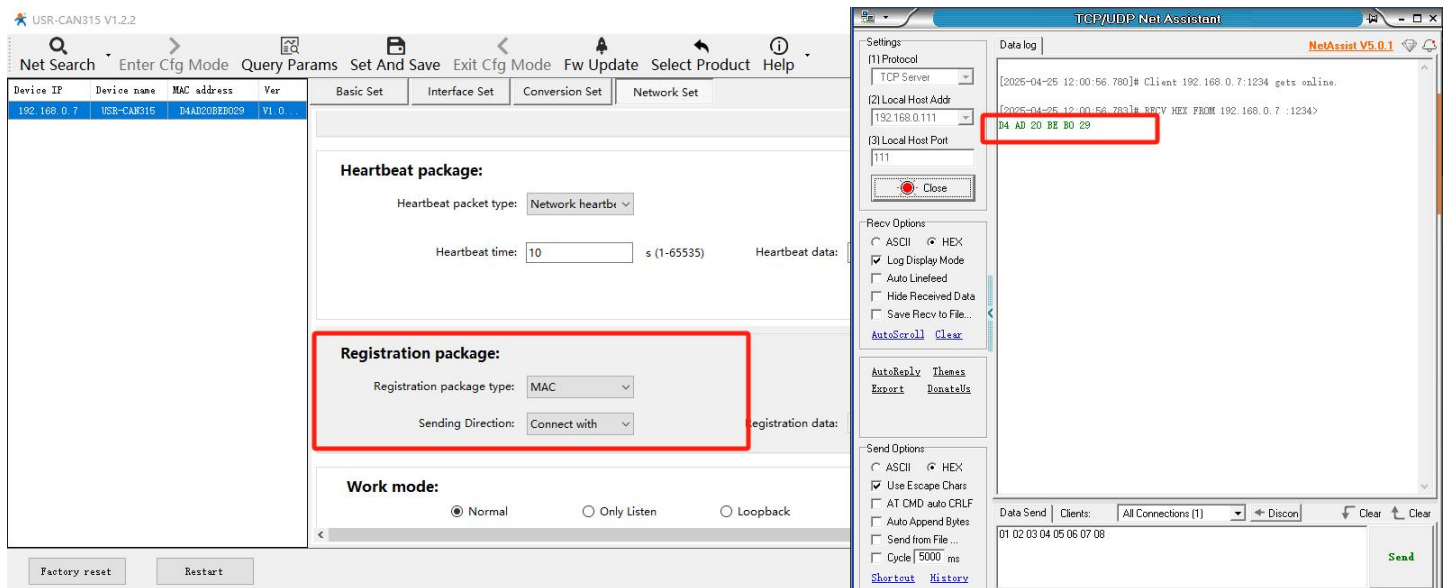 USR-CAN315 V1.2.2
Net Search Enter Cfg Mode Query Params Set And Save Exit Cfg Mode Fw Update Select Product Help
Device IP Device name MAC address Ver
192.168.0.7 USR-CAN315 D4AD20BEB029 V1.0...
Basic Set Interface Set Conversion Set Network Set
Heartbeat package:
Heartbeat packet type: Network heartbe
Heartbeat time: 10 s (1-65535) Heartbeat data:
Registration package:
Registration package type: MAC
Sending Direction: Connect with Registration data:
Work mode:
Normal Only Listen Loopback
Factory reset Restart
TCP/UDP Net Assistant
Settings
(1) Protocol
TCP Server
(2) Local Host Addr
192.168.0.111
(3) Local Host Port
111
Close
Recv Options
ASCII HEX
Log Display Mode
Auto Linefeed
Hide Received Data
Save Recv to File...
AutoScroll Clear
AutoReply Themes
Export DonateUs
Send Options
ASCII HEX
Use Escape Chars
AT CMD auto CRLF
Auto Append Bytes
Send from File ...
Cycle 5000 ms
Shortcut History
Data log NetAssist V5.0.1
[2025-04-25 12:00:56.780]# Client 192.168.0.7:1234 gets online.
[2025-04-25 12:00:56.783]# RECV HEX FROM 192.168.0.7 :1234>
D4 AD 20 BE B0 29
Data Send Clients: All Connections (1) Discon Clear Clear
01 02 03 04 05 06 07 08
Send